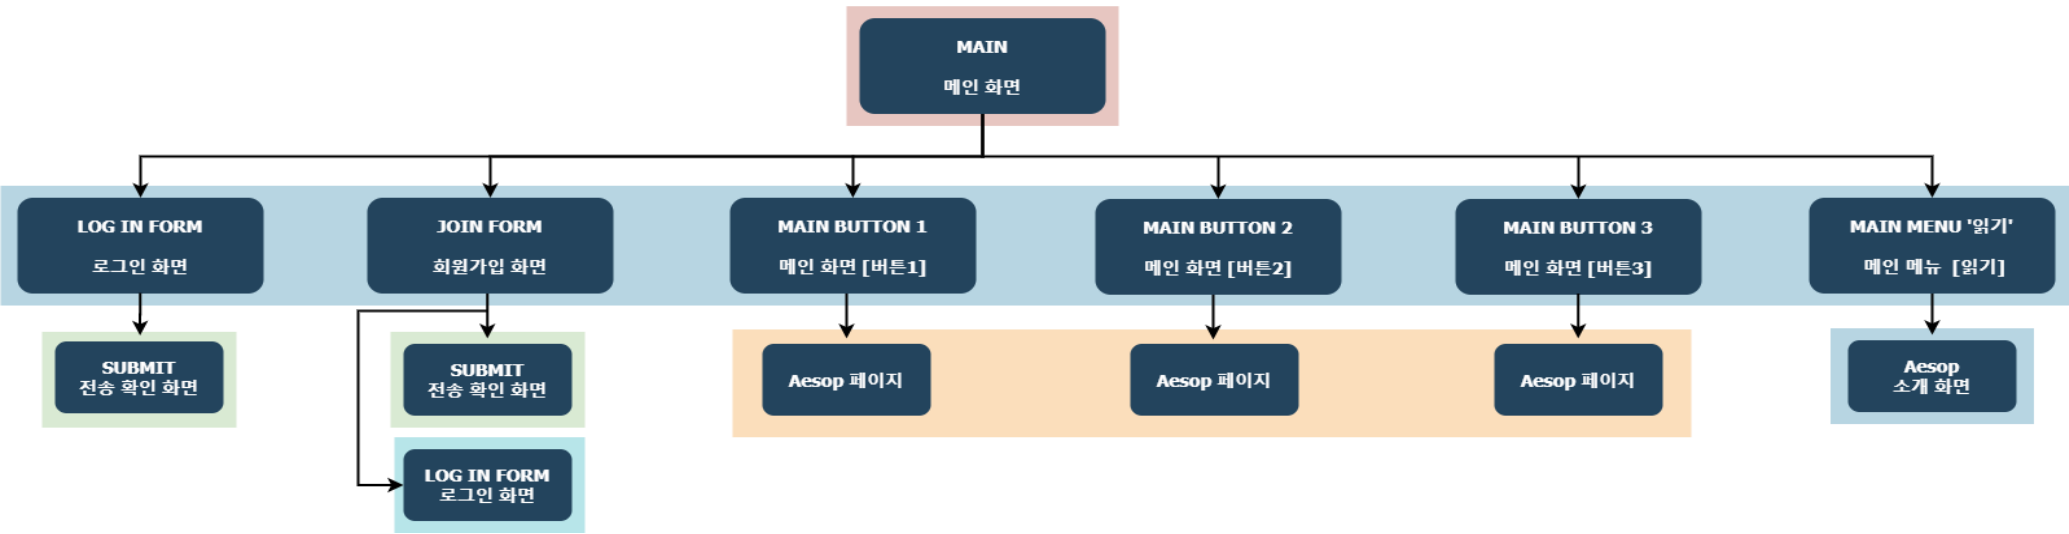 MAIN
메인 화면
LOG IN FORM
로그인 화면
JOIN FORM
회원가입 화면
MAIN BUTTON 1
메인 화면 [버튼1]
MAIN BUTTON 2
메인 화면 [버튼2]
MAIN BUTTON 3
메인 화면 [버튼3]
MAIN MENU '읽기'
메인 메뉴 [읽기]
SUBMIT
전송 확인 화면
SUBMIT
전송 확인 화면
Aesop 페이지
Aesop 페이지
Aesop 페이지
Aesop
소개 화면
LOG IN FORM
로그인 화면